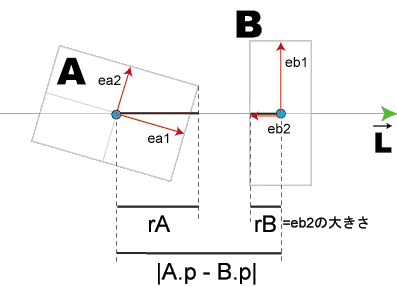 B
A
eb1
ea2
ea1
eb2
L
rA
rB =eb2の大きさ
|A.p - B.p|